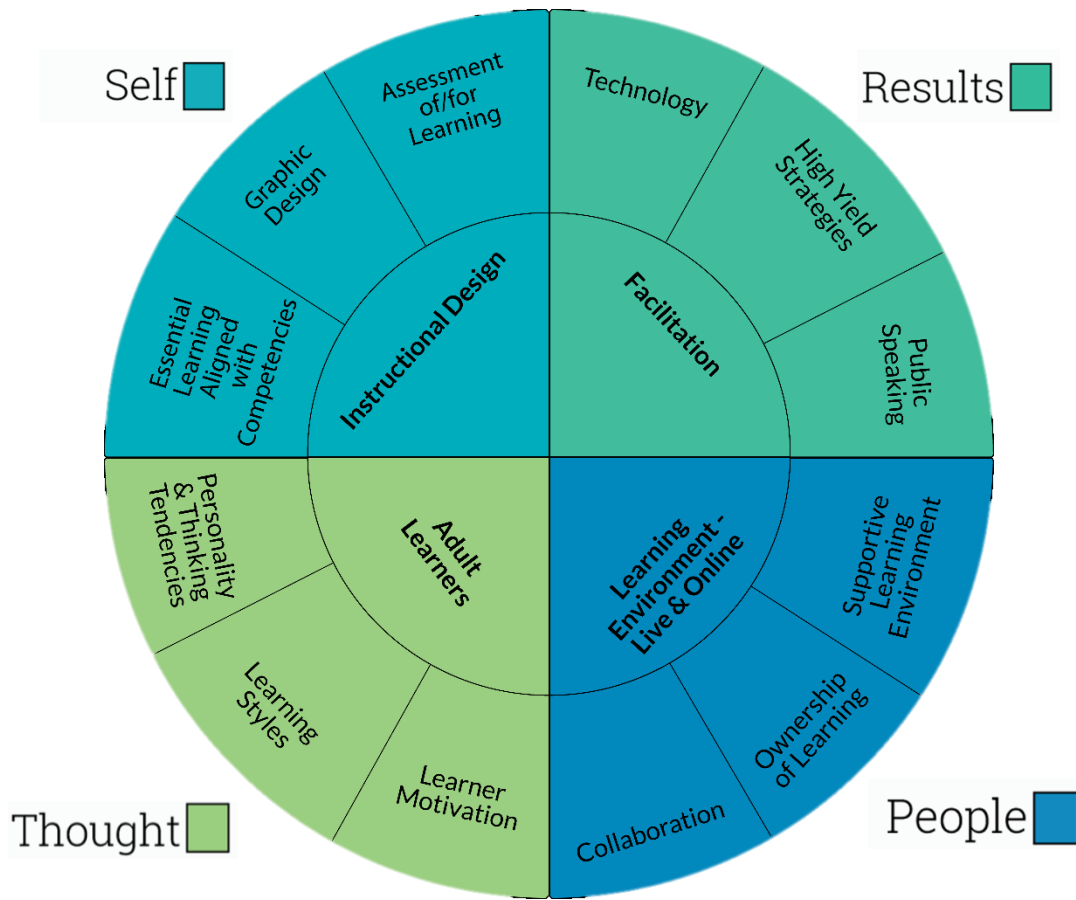 Self
Results
Assessment
of/for
Learning
Technology
Graphic
Design
High Yield
Strategies
Essential
Learning
Aligned
with
Competencies
Instructional Design
Facilitation
Public
Speaking
Personality
& Thinking
Tendencies
Adult
Learners
Learning
Environment -
Live & Online
Supportive
Learning
Environment
Learning
Styles
Ownership
of Learning
Learner
Motivation
Collaboration
Thought
People